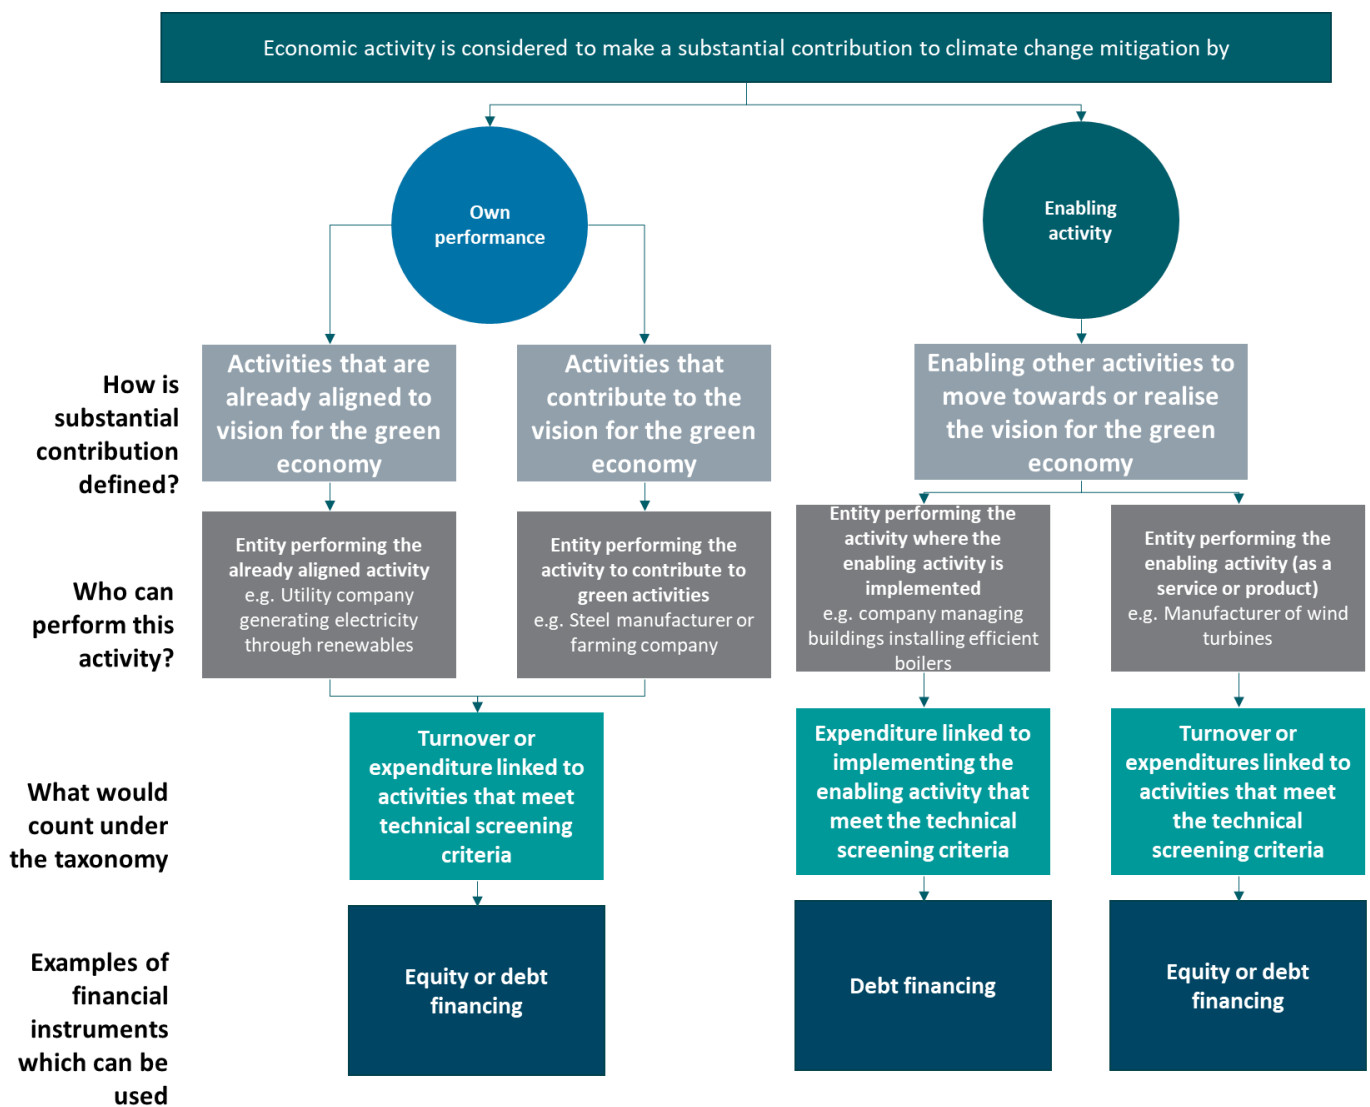 Economic activity is considered to make a substantial contribution to climate change mitigation by
Own
performance
Enabling
activity
How is
substantial
contribution
defined?
Activities that are
already aligned to
vision for the green
economy
Activities that
contribute to the
vision for the green
economy
Enabling other activities to
move towards or realise
the vision for the green
economy
Who can
perform this
activity?
Entity performing the
already aligned activity
e.g. Utility company
generating electricity
through renewables
Entity performing the
activity to contribute to
green activities
e.g. Steel manufacturer or
farming company
Entity performing the
activity where the
enabling activity is
implemented
e.g. company managing
buildings installing efficient
boilers
Entity performing the
enabling activity (as a
service or product)
e.g. Manufacturer of wind
turbines
What would
count under
the taxonomy
Turnover or
expenditure linked to
activities that meet
technical screening
criteria
Expenditure linked to
implementing the
enabling activity that
meet the technical
screening criteria
Turnover or
expenditures linked to
activities that meet
the technical
screening criteria
Examples of
financial
instruments
which can be
used
Equity or debt
financing
Debt financing
Equity or debt
financing